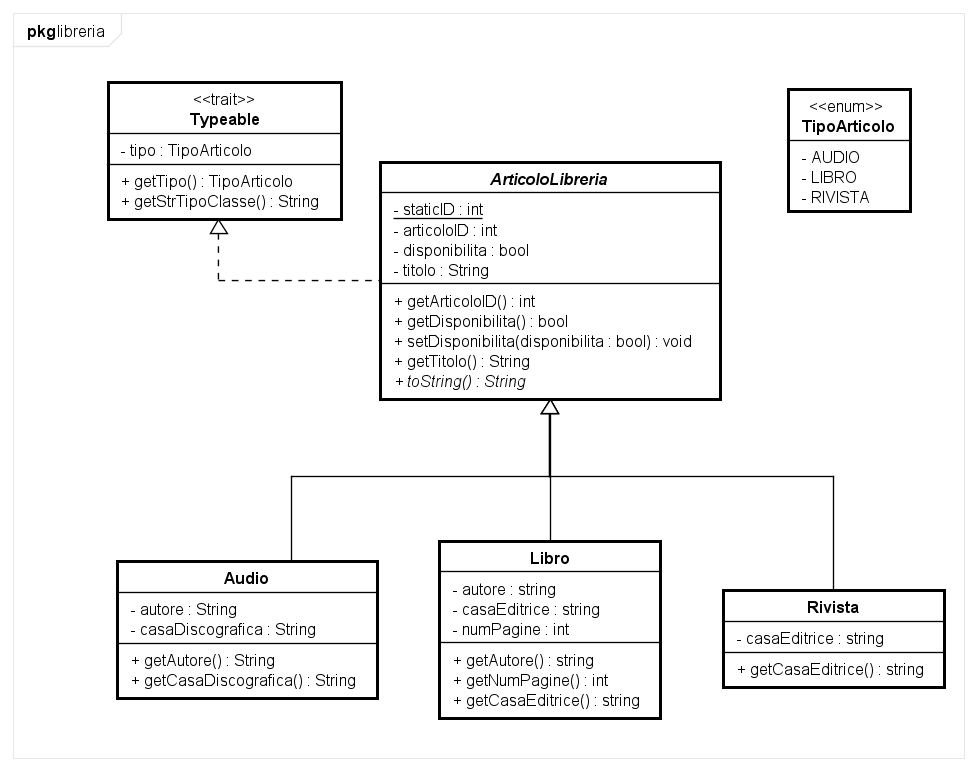 pkg libreria
<<trait>>
Typeable
- tipo : TipoArticolo
+ getTipo() : TipoArticolo
+ getStrTipoClasse() : String
<<enum>>
TipoArticolo
- AUDIO
- LIBRO
- RIVISTA
ArticoloLibreria
- staticID : int
- articoloID : int
- disponibilita : bool
- titolo : String
+ getArticoloID() : int
+ getDisponibilita() : bool
+ setDisponibilita(disponibilita : bool) : void
+ getTitolo() : String
+ toString() : String
Audio
- autore : String
- casaDiscografica : String
+ getAutore() : String
+ getCasaDiscografica() : String
Libro
- autore : string
- casaEditrice : string
- numPagine : int
+ getAutore() : string
+ getNumPagine() : int
+ getCasaEditrice() : string
Rivista
- casaEditrice : string
+ getCasaEditrice() : string